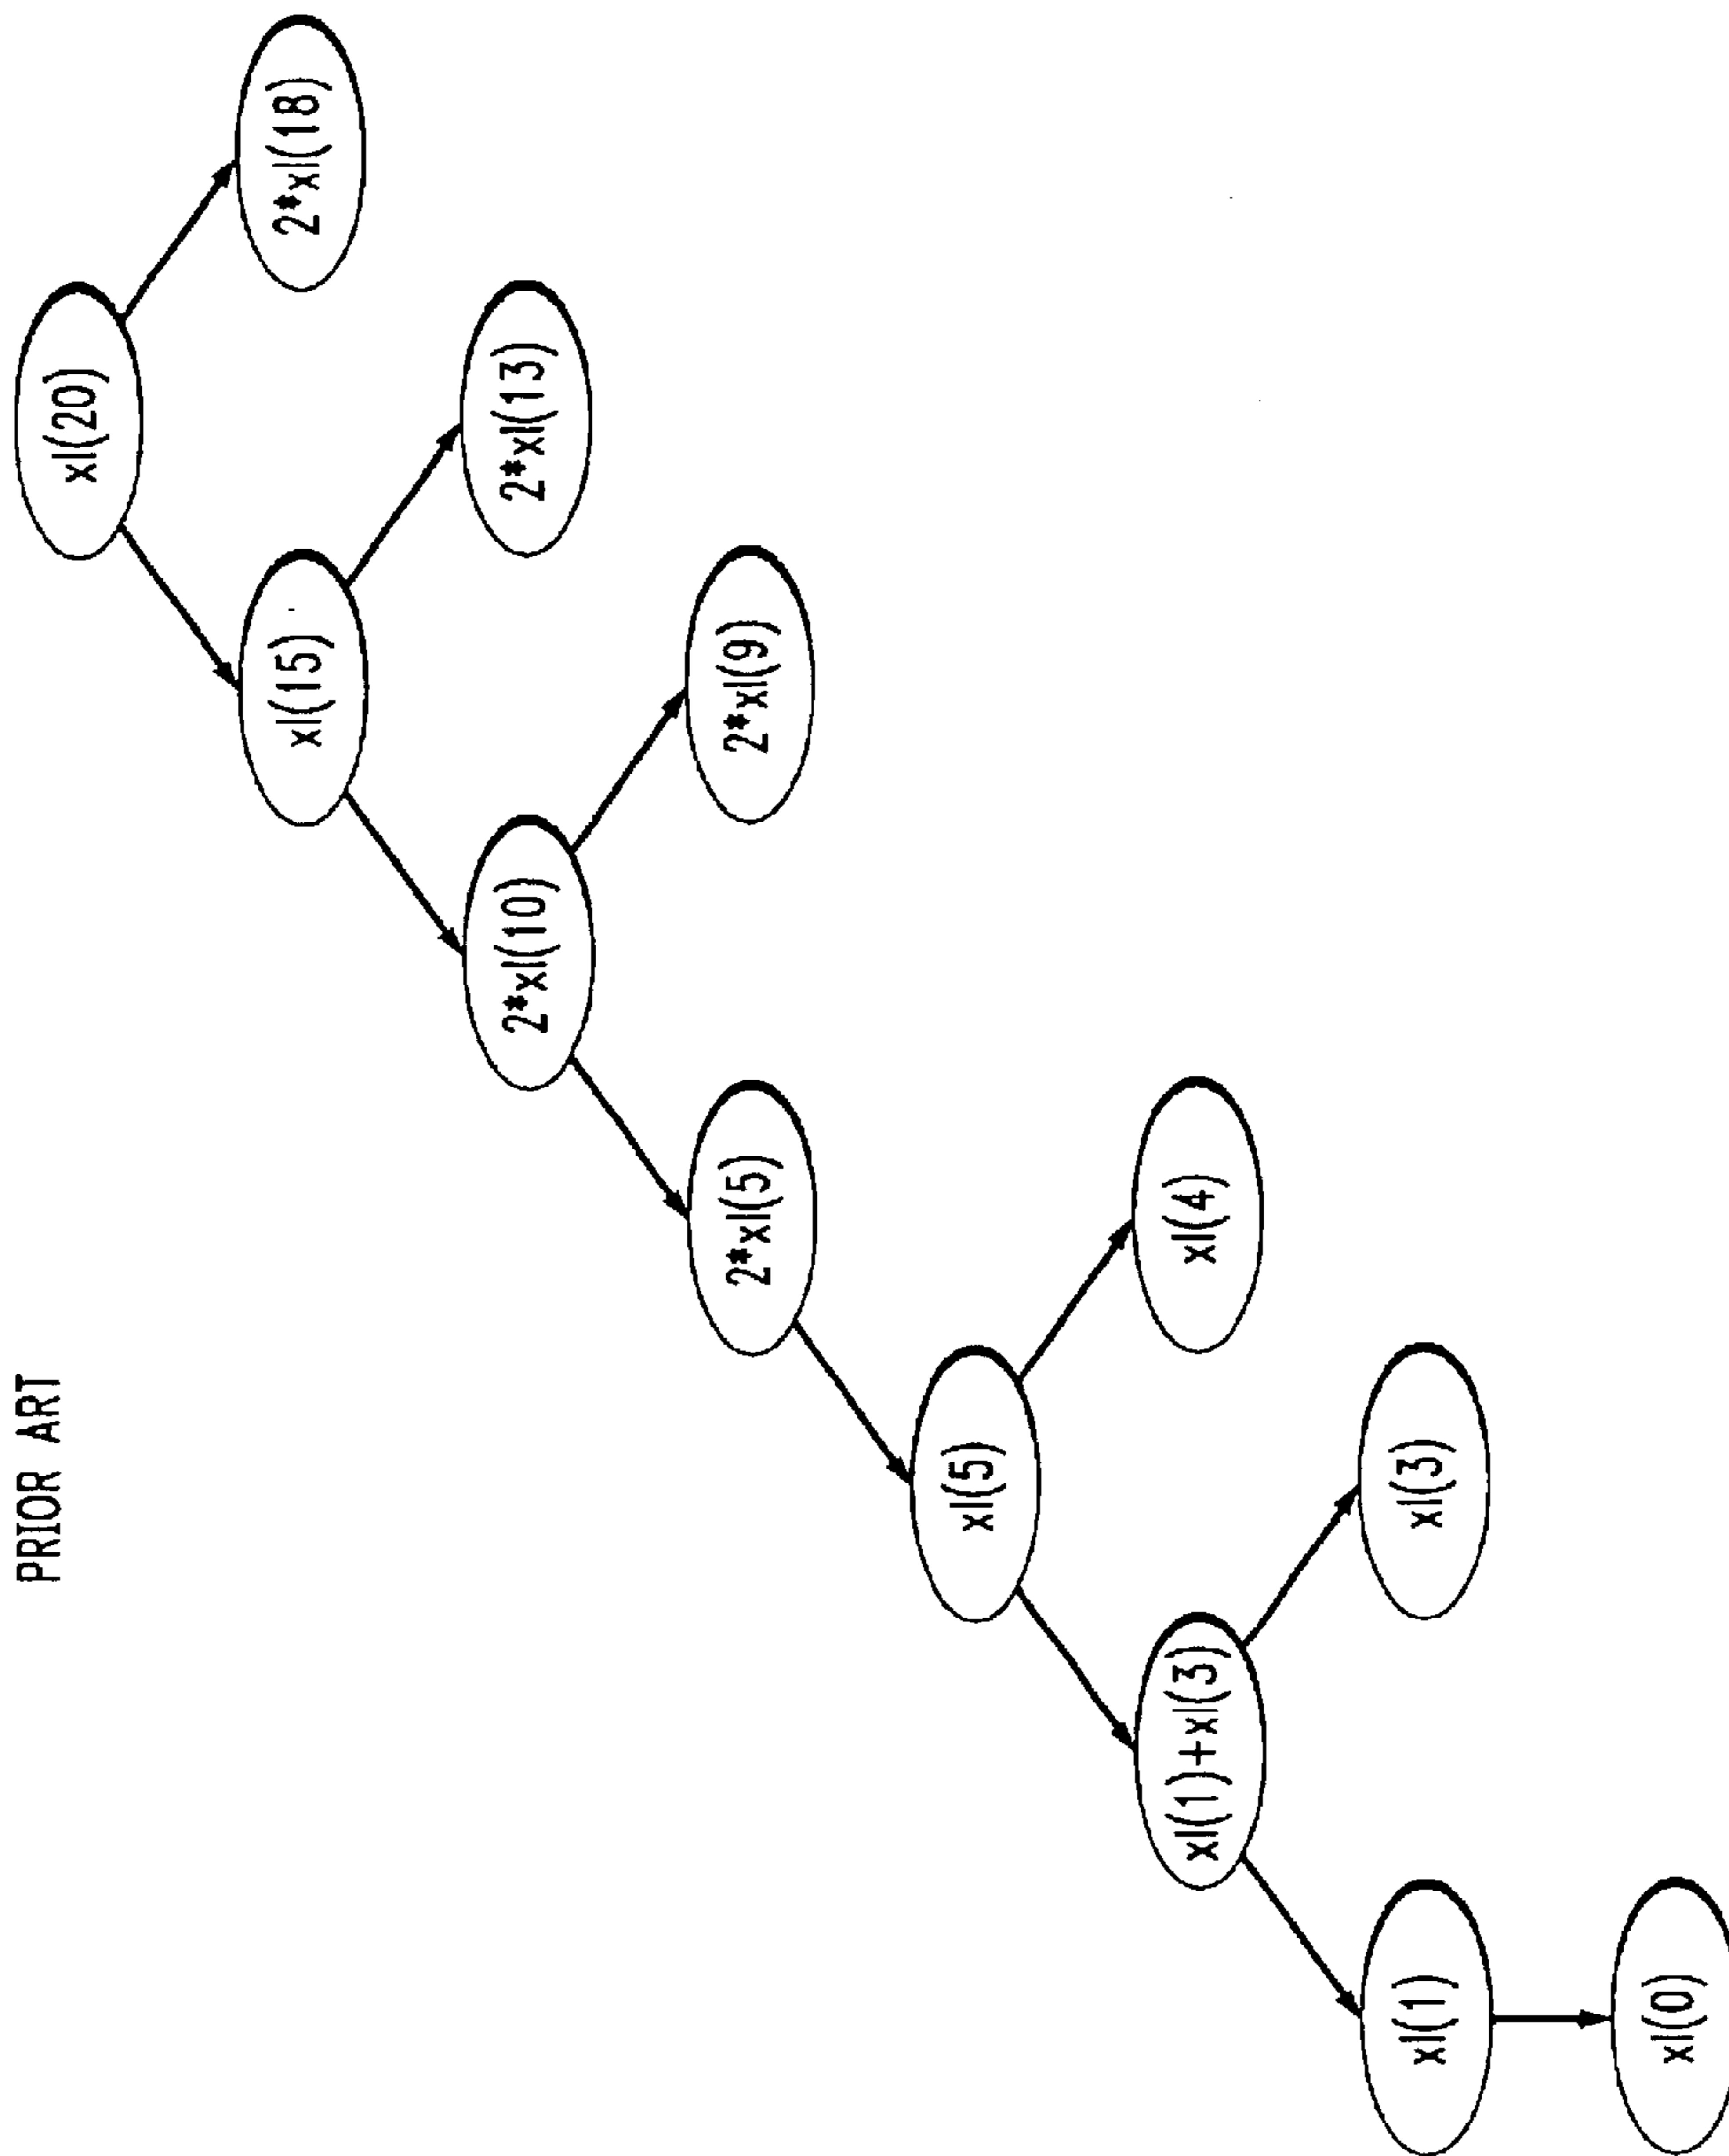 PRIOR ART
xl(20)
xl(15)
2*xl(18)
2*xl(10)
2*xl(13)
2*xl(5)
2*xl(9)
xl(5)
xl(1)+xl(3)
xl(4)
xl(1)
xl(3)
xl(0)